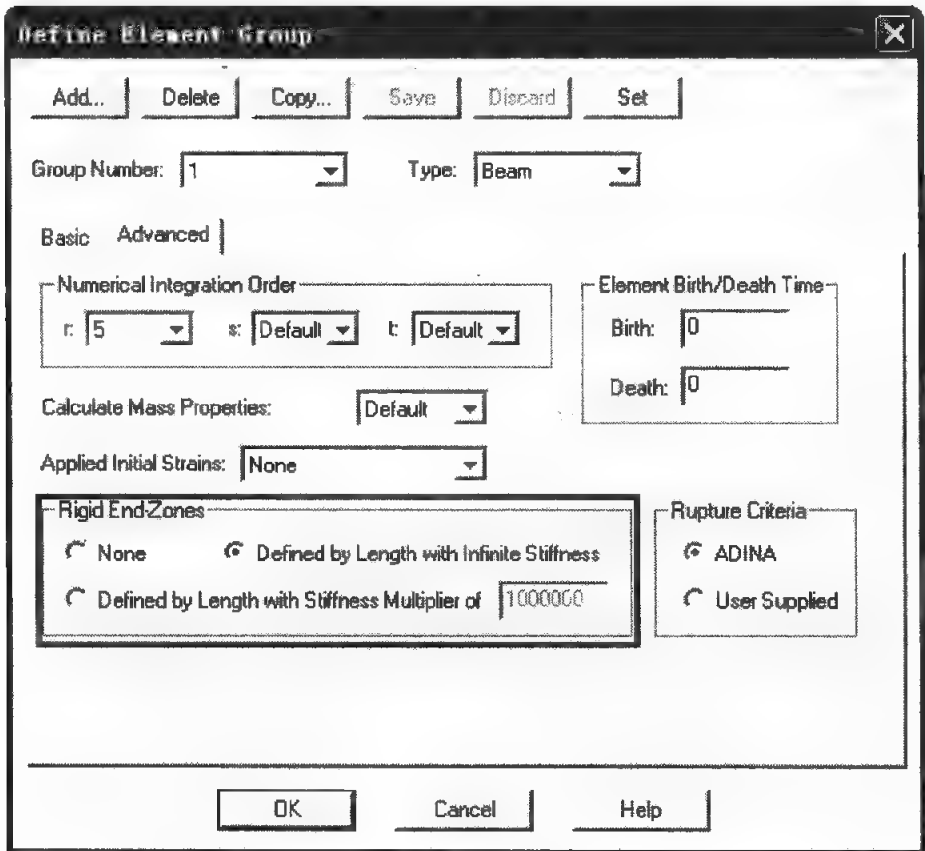 Define Element Group
Add... Delete Copy... Save Discard Set
Group Number: 1 Type: Beam
Basic Advanced
Numerical Integration Order
r: 5 s: Default t: Default
Element Birth/Death Time
Birth: 0
Death: 0
Calculate Mass Properties: Default
Applied Initial Strains: None
Rigid End-Zones
None Defined by Length with Infinite Stiffness
Defined by Length with Stiffness Multiplier of 1000000
Rupture Criteria
ADINA
User Supplied
OK Cancel Help